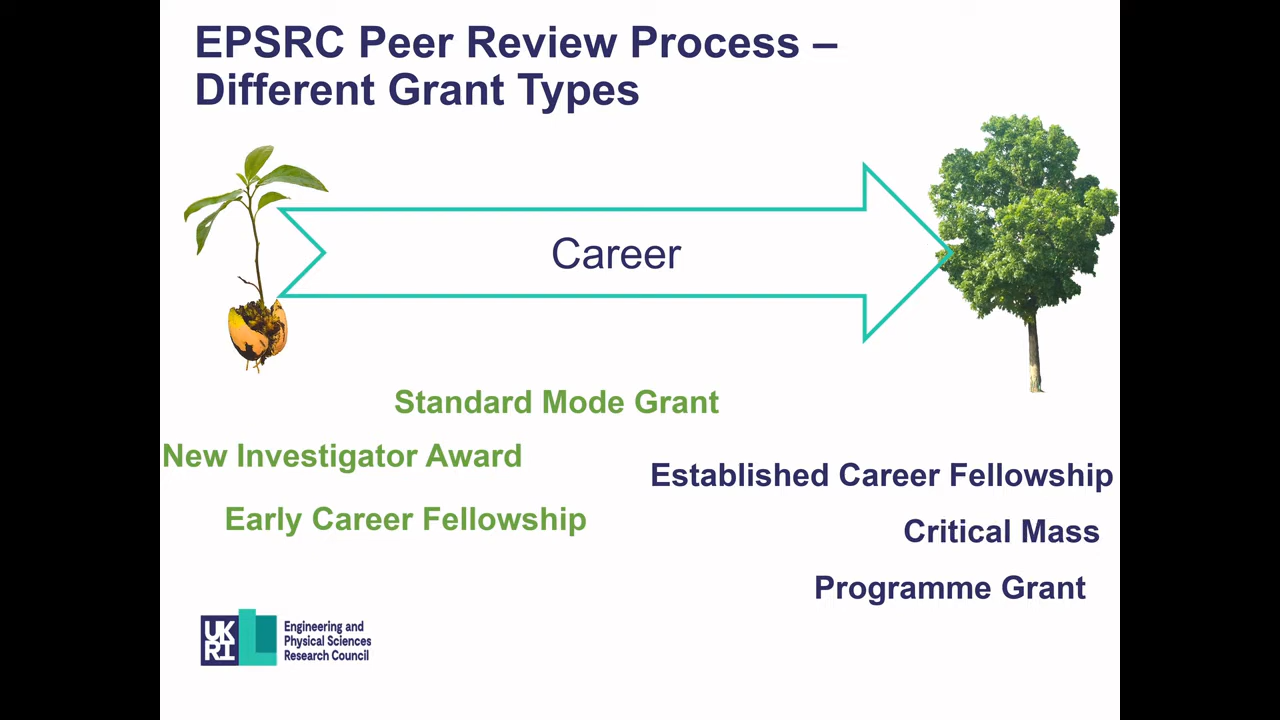 EPSRC Peer Review Process –
Different Grant Types
Career
Standard Mode Grant
New Investigator Award
Established Career Fellowship
Early Career Fellowship
Critical Mass
Programme Grant
UK
RI
Engineering and
Physical Sciences
Research Council